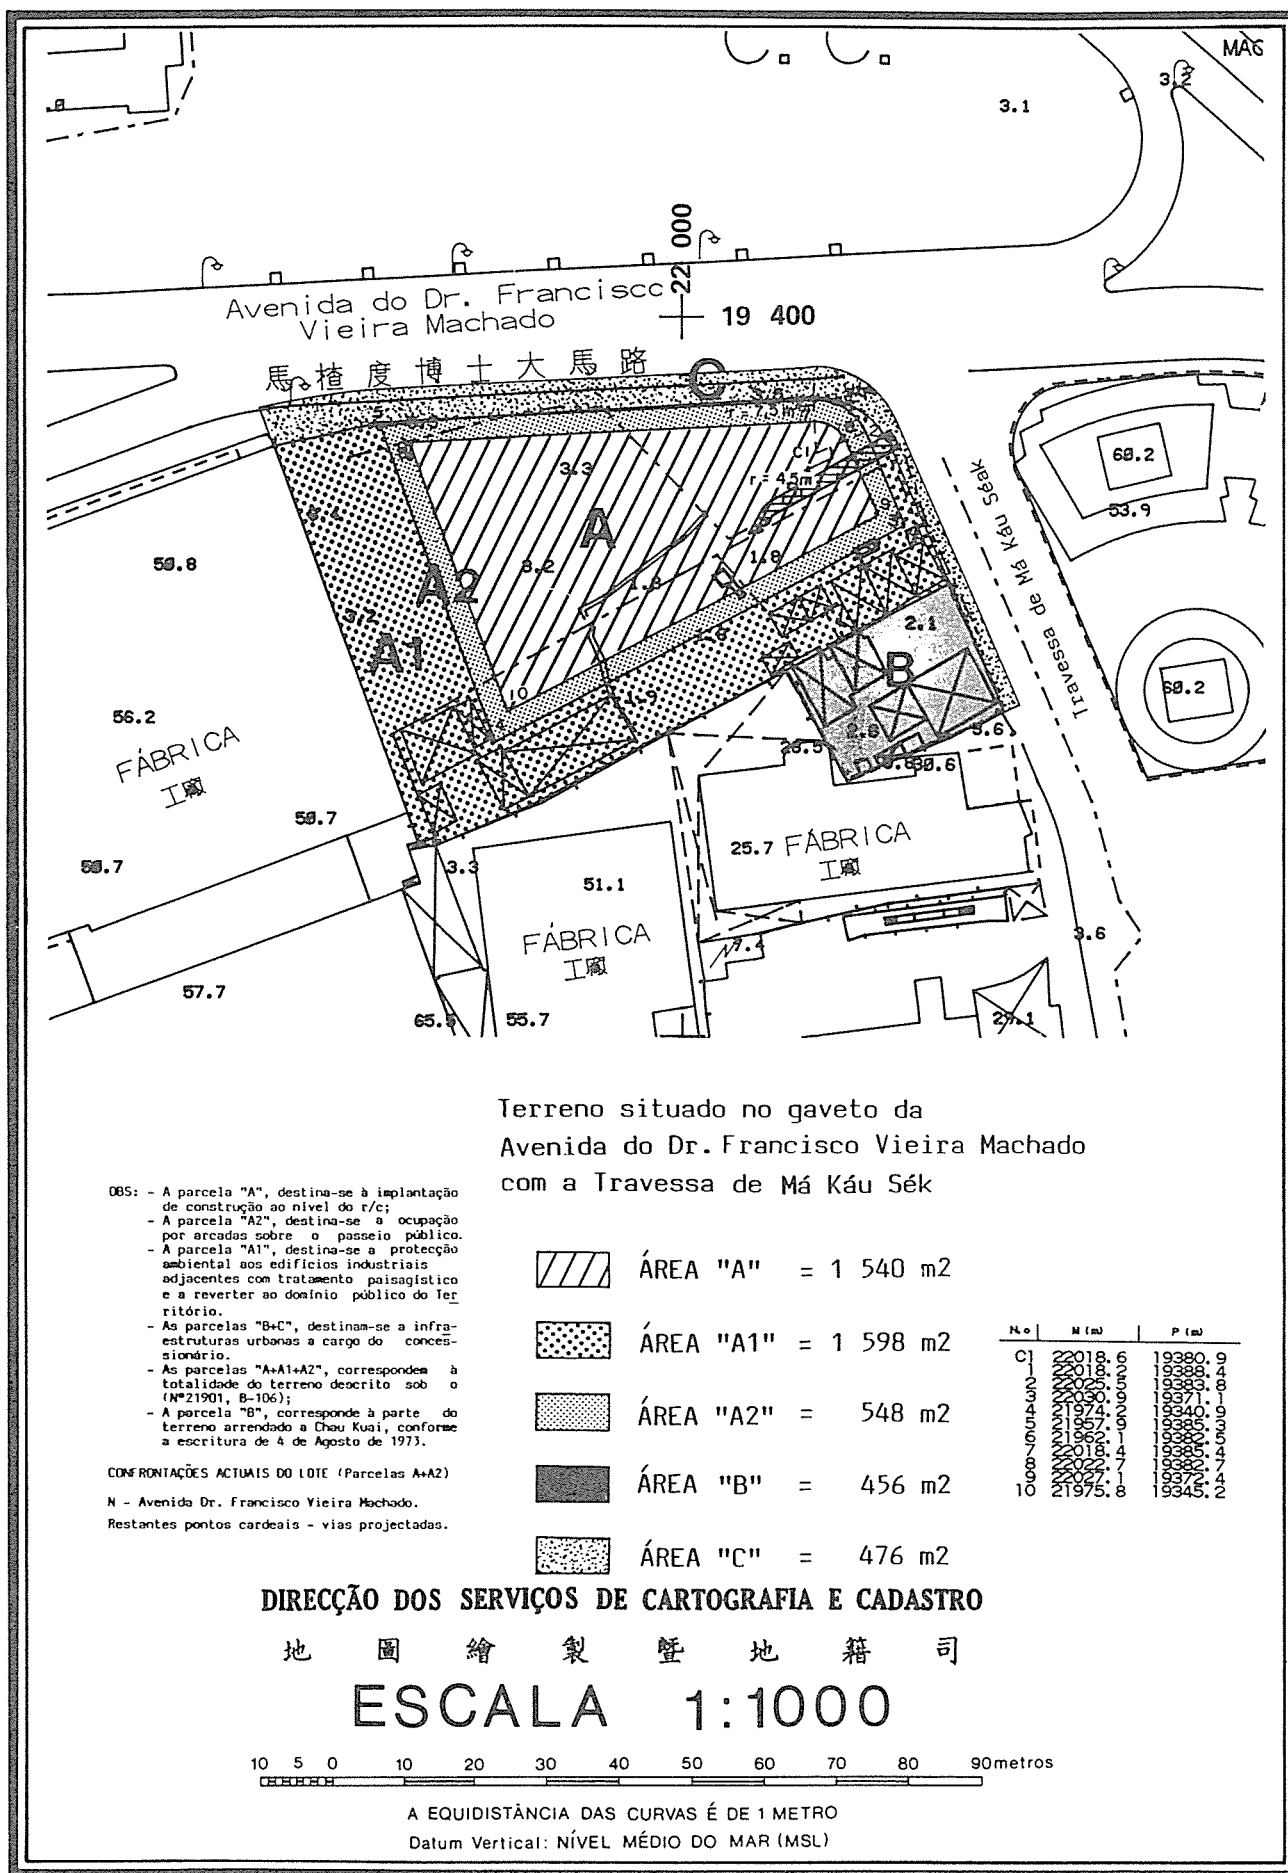 MAC
3.2
3.1
22 000
Avenida do Dr. Francisco
Vieira Machado
19 400
馬揸度博士大馬路
C
r = 7.5 m
3.3
C1
r = 4.5m
60.2
53.9
A
50.8
3.2
1.8
1.8
A2
A1
2.1
B
Travessa de Má Káu Séak
60.2
10
56.2
FÁBRICA
工廠
2.6
3.6
30.6
50.7
50.7
3.3
51.1
25.7 FÁBRICA
工廠
FÁBRICA
工廠
7.4
3.6
57.7
65.5
55.7
29.1
Terreno situado no gaveto da
Avenida do Dr. Francisco Vieira Machado
com a Travessa de Má Káu Sék
OBS: - A parcela "A", destina-se à implantação
de construção ao nível do r/c;
- A parcela "A2", destina-se a ocupação
por arcadas sobre o passeio público.
- A parcela "A1", destina-se a protecção
ambiental aos edifícios industriais
adjacentes com tratamento paisagístico
e a reverter ao domínio público do Ter
ritório.
- As parcelas "B+C", destinam-se a infra-
estruturas urbanas a cargo do conces-
sionário.
- As parcelas "A+A1+A2", correspondem à
totalidade do terreno descrito sob o
(Nº21901, B-106);
- A parcela "B", corresponde à parte do
terreno arrendado a Chau Kuai, conforme
a escritura de 4 de Agosto de 1973.
CONFRONTAÇÕES ACTUAIS DO LOTE (Parcelas A+A2)
N - Avenida Dr. Francisco Vieira Machado.
Restantes pontos cardeais - vias projectadas.
ÁREA "A" = 1 540 m2
ÁREA "A1" = 1 598 m2
ÁREA "A2" = 548 m2
ÁREA "B" = 456 m2
ÁREA "C" = 476 m2
N.o M (m) P (m)
C1 22018.6 19380.9
1 22018.2 19388.4
2 22025.5 19383.8
3 22030.9 19371.1
4 21974.2 19340.9
5 21957.9 19385.3
6 21962.1 19382.5
7 22018.4 19385.4
8 22022.7 19382.7
9 22027.1 19372.4
10 21975.8 19345.2
DIRECÇÃO DOS SERVIÇOS DE CARTOGRAFIA E CADASTRO
地圖繪製暨地籍司
ESCALA 1:1000
10 5 0 10 20 30 40 50 60 70 80 90metros
A EQUIDISTÂNCIA DAS CURVAS É DE 1 METRO
Datum Vertical: NÍVEL MÉDIO DO MAR (MSL)